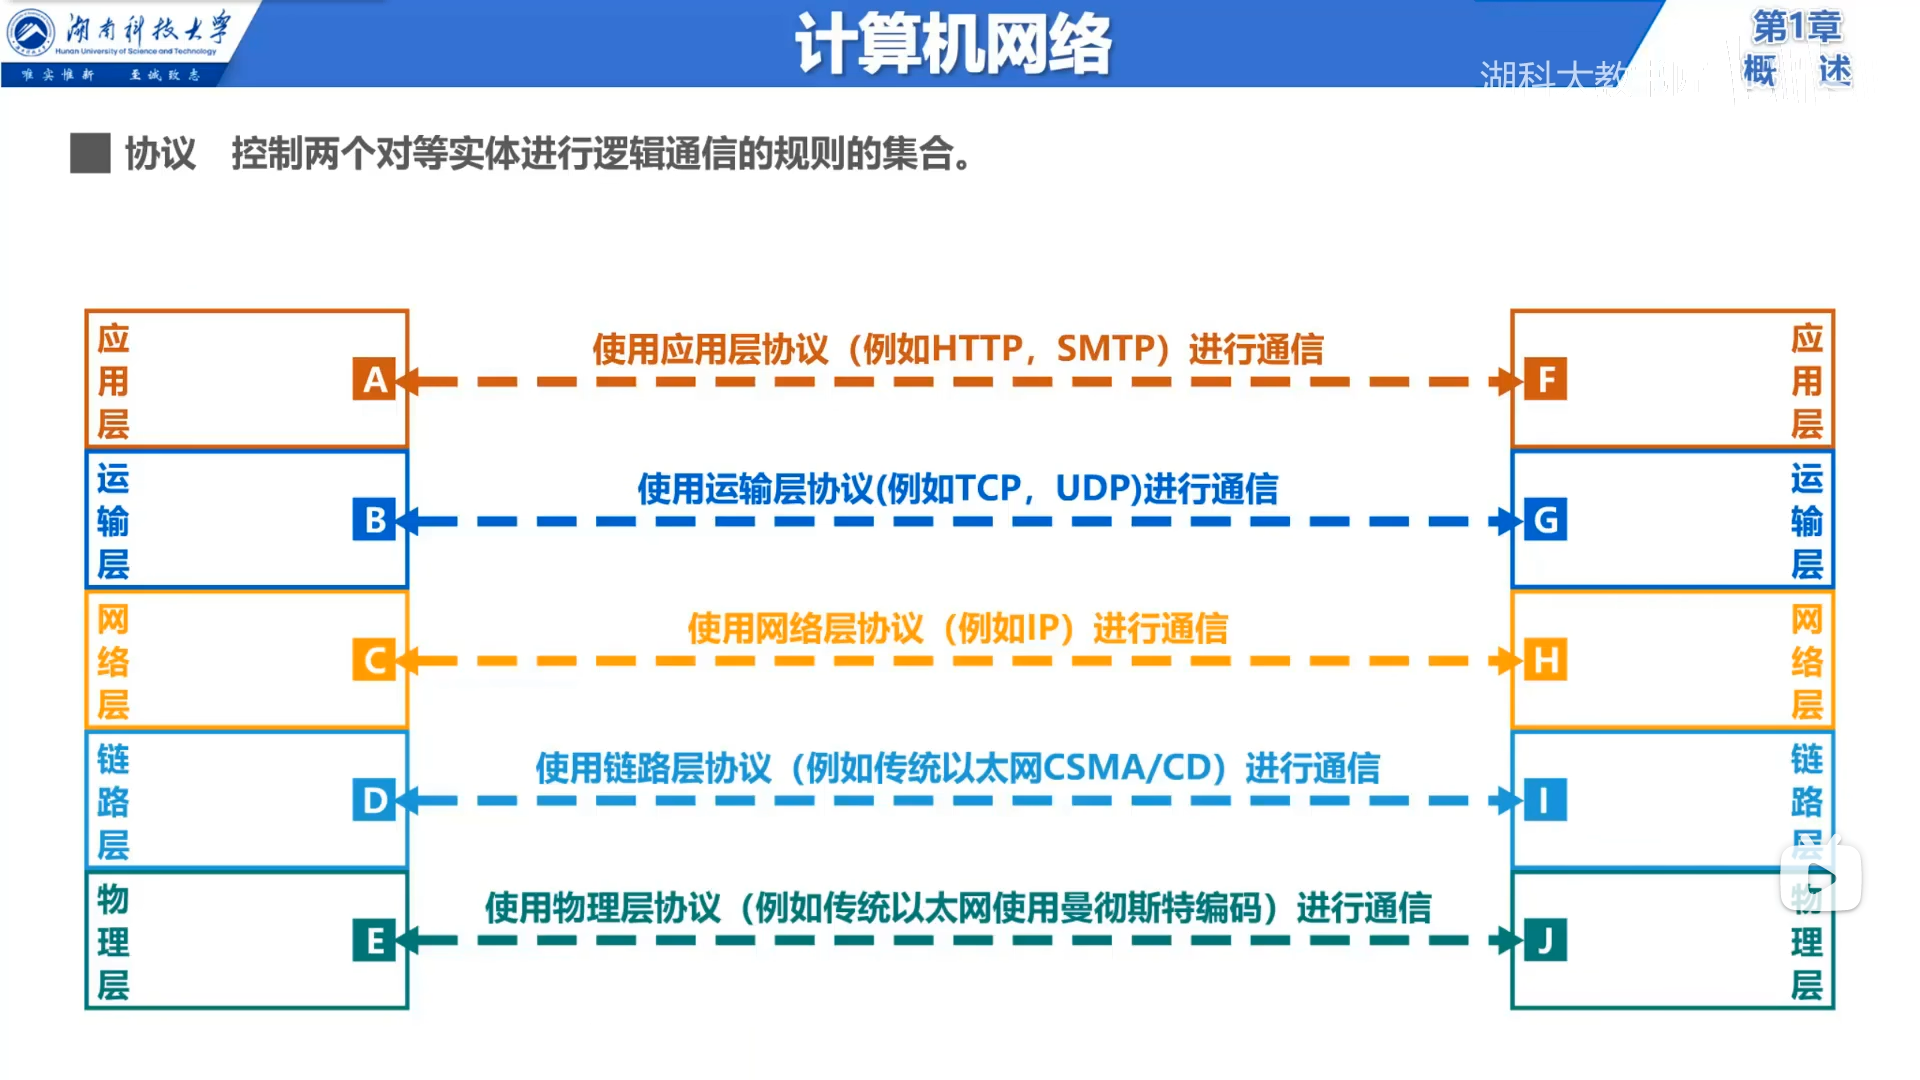 湖南科技大学
Hunan University of Science and Technology
唯实惟新 至诚致志
计算机网络
第1章
概 述
湖科大教书匠
协议 控制两个对等实体进行逻辑通信的规则的集合。
应用层
A
使用应用层协议（例如HTTP，SMTP）进行通信
F
应用层
运输层
B
使用运输层协议(例如TCP，UDP)进行通信
G
运输层
网络层
C
使用网络层协议（例如IP）进行通信
H
网络层
链路层
D
使用链路层协议（例如传统以太网CSMA/CD）进行通信
I
链路层
物理层
E
使用物理层协议（例如传统以太网使用曼彻斯特编码）进行通信
J
物理层